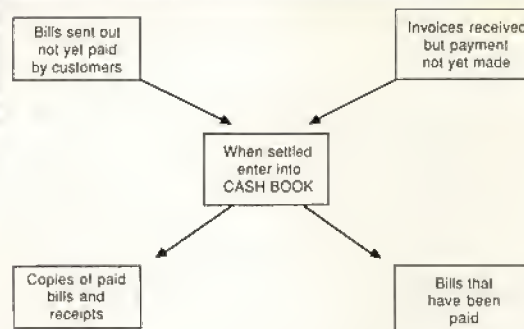 Bills sent out
not yet paid
by customers
Invoices received
but payment
not yet made
When settled
enter into
CASH BOOK
Copies of paid
bills and
receipts
Bills that
have been
paid